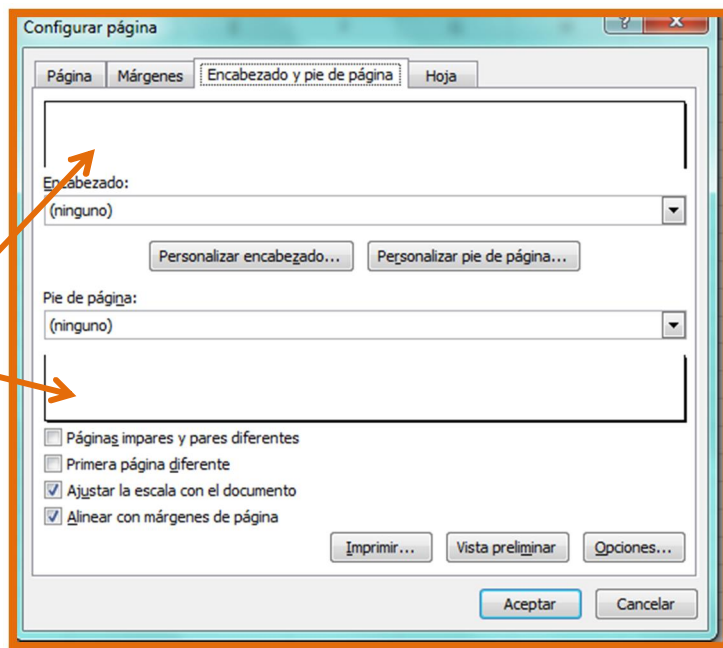 Configurar página
Página Márgenes Encabezado y pie de página Hoja
Encabezado:
(ninguno)
Personalizar encabezado... Personalizar pie de página...
Pie de página:
(ninguno)
Páginas impares y pares diferentes
Primera página diferente
Ajustar la escala con el documento
Alinear con márgenes de página
Imprimir... Vista preliminar Opciones...
Aceptar Cancelar